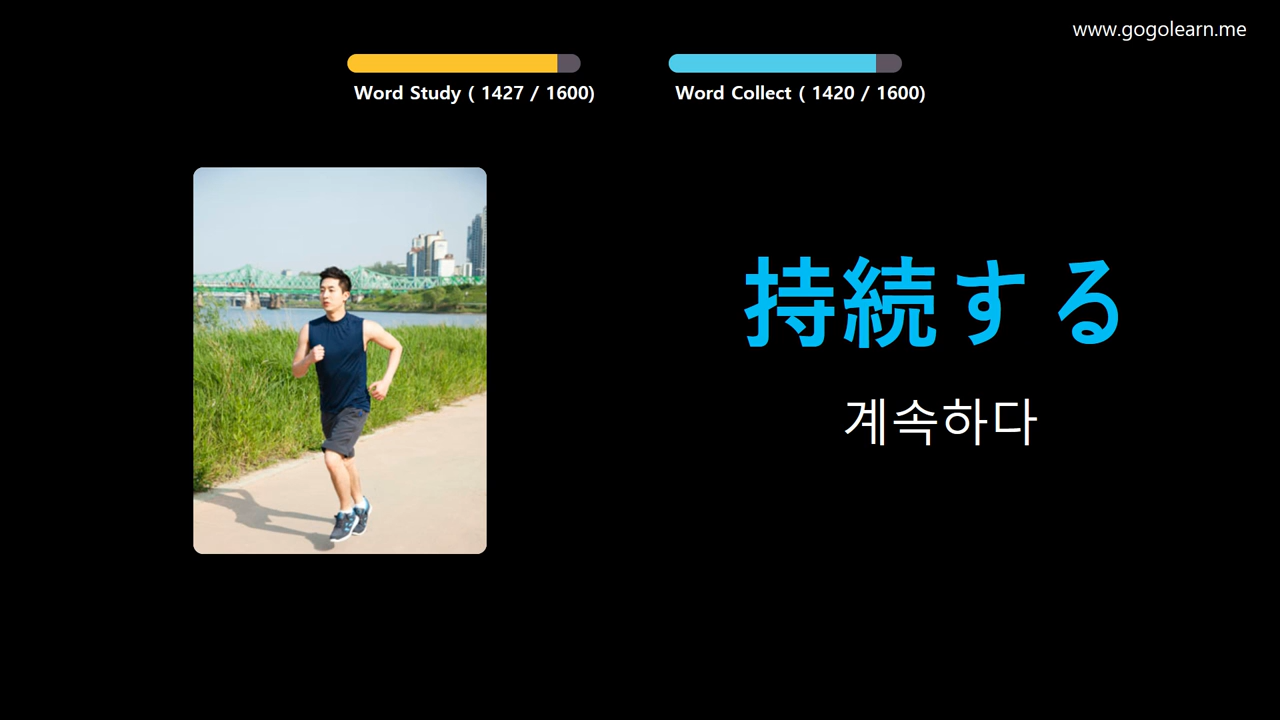 www.gogolearn.me
Word Study ( 1427 / 1600)
Word Collect ( 1420 / 1600)
持続する
계속하다